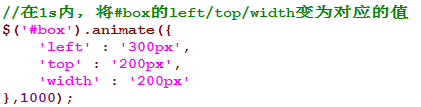 //在1s内，将#box的left/top/width变为对应的值
$('#box').animate({
    'left' : '300px',
    'top' : '200px',
    'width' : '200px'
},1000);